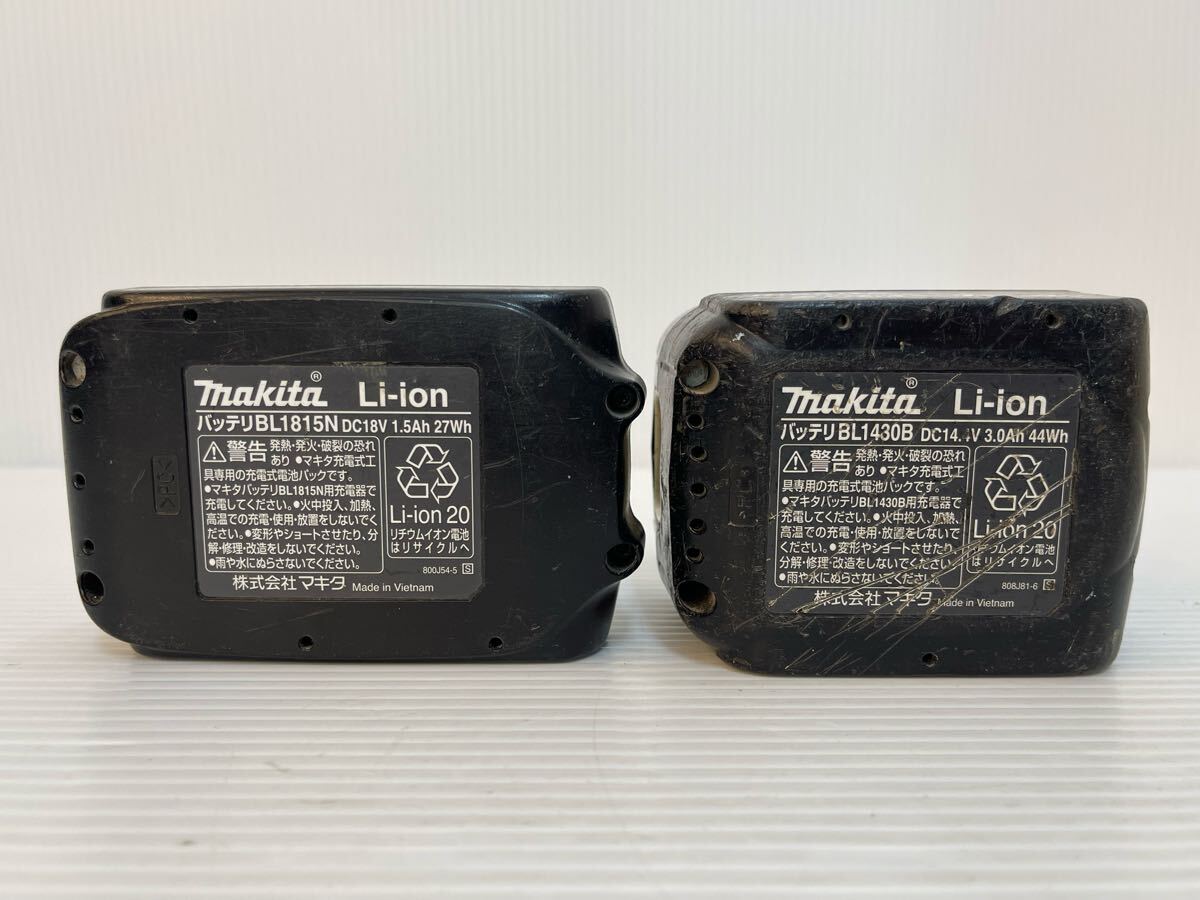 makita® Li-ion
バッテリBL1815N DC18V 1.5Ah 27Wh
警告 発熱・発火・破裂の恐れ
あり ●マキタ充電式工
具専用の充電式電池パックです。
●マキタバッテリBL1815N用充電器で
充電してください。●火中投入、加熱、
高温での充電・使用・放置をしないでく
ださい。●変形やショートさせたり、分
解・修理・改造をしないでください。
●雨や水にぬらさないでください。
Li-ion 20
リチウムイオン電池
はリサイクルへ
800J54-5 S
株式会社マキタ Made in Vietnam
>PC<
makita® Li-ion
バッテリBL1430B DC14.4V 3.0Ah 44Wh
警告 発熱・発火・破裂の恐れ
あり ●マキタ充電式工
具専用の充電式電池パックです。
●マキタバッテリBL1430B用充電器で
充電してください。●火中投入、加熱、
高温での充電・使用・放置をしないでく
ださい。●変形やショートさせたり、
分解・修理・改造をしないでください。
●雨や水にぬらさないでください。
Li-ion 20
リチウムイオン電池
はリサイクルへ
808J81-6 S
株式会社マキタ Made in Vietnam